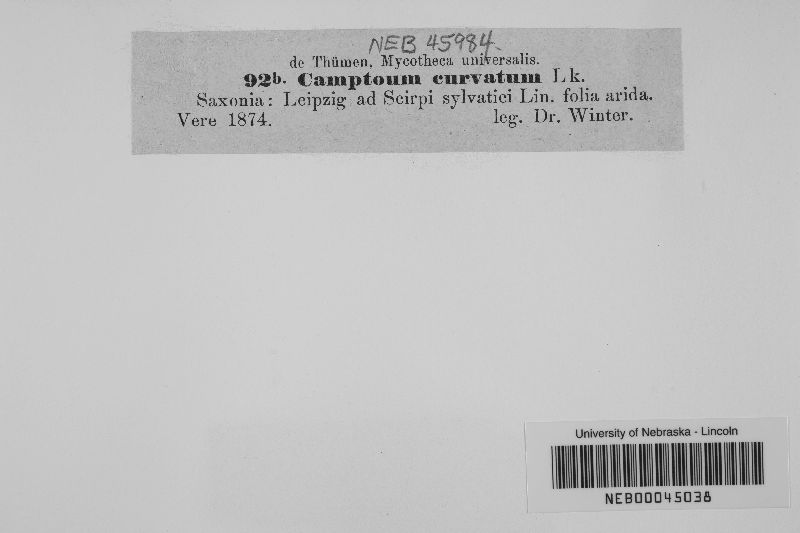 NEB 45984.
de Thümen, Mycotheca universalis.
92b. Camptoum curvatum Lk.
Saxonia: Leipzig ad Scirpi sylvatici Lin. folia arida.
Vere 1874. leg. Dr. Winter.
University of Nebraska - Lincoln
NEB00045038